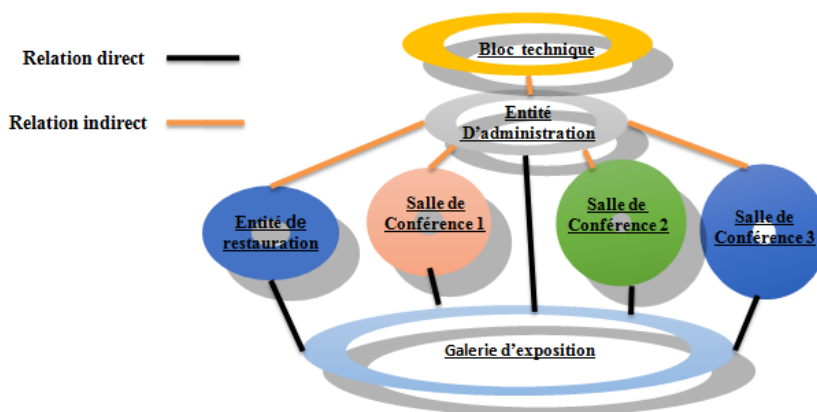 Bloc technique
Relation direct
Relation indirect
Entité
D'administration
Entité de
restauration
Salle de
Conférence 1
Salle de
Conférence 2
Salle de
Conférence 3
Galerie d'exposition